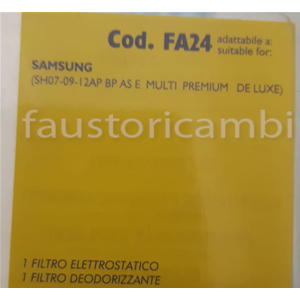 Cod. FA24 adattabile a:
suitable for:
SAMSUNG
(SH07-09-12AP BP AS E MULTI PREMIUM DE LUXE)
faustoricambi
1 FILTRO ELETTROSTATICO
1 FILTRO DEODORIZZANTE